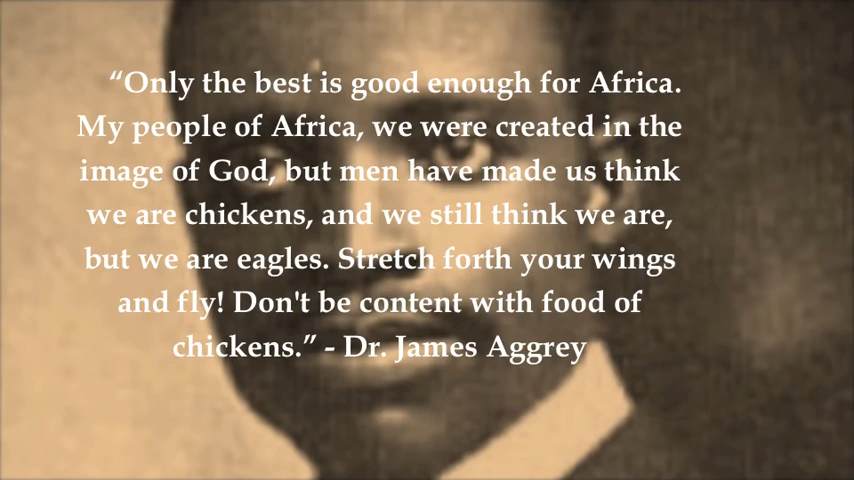 “Only the best is good enough for Africa.
My people of Africa, we were created in the
image of God, but men have made us think
we are chickens, and we still think we are,
but we are eagles. Stretch forth your wings
and fly! Don't be content with food of
chickens.” - Dr. James Aggrey